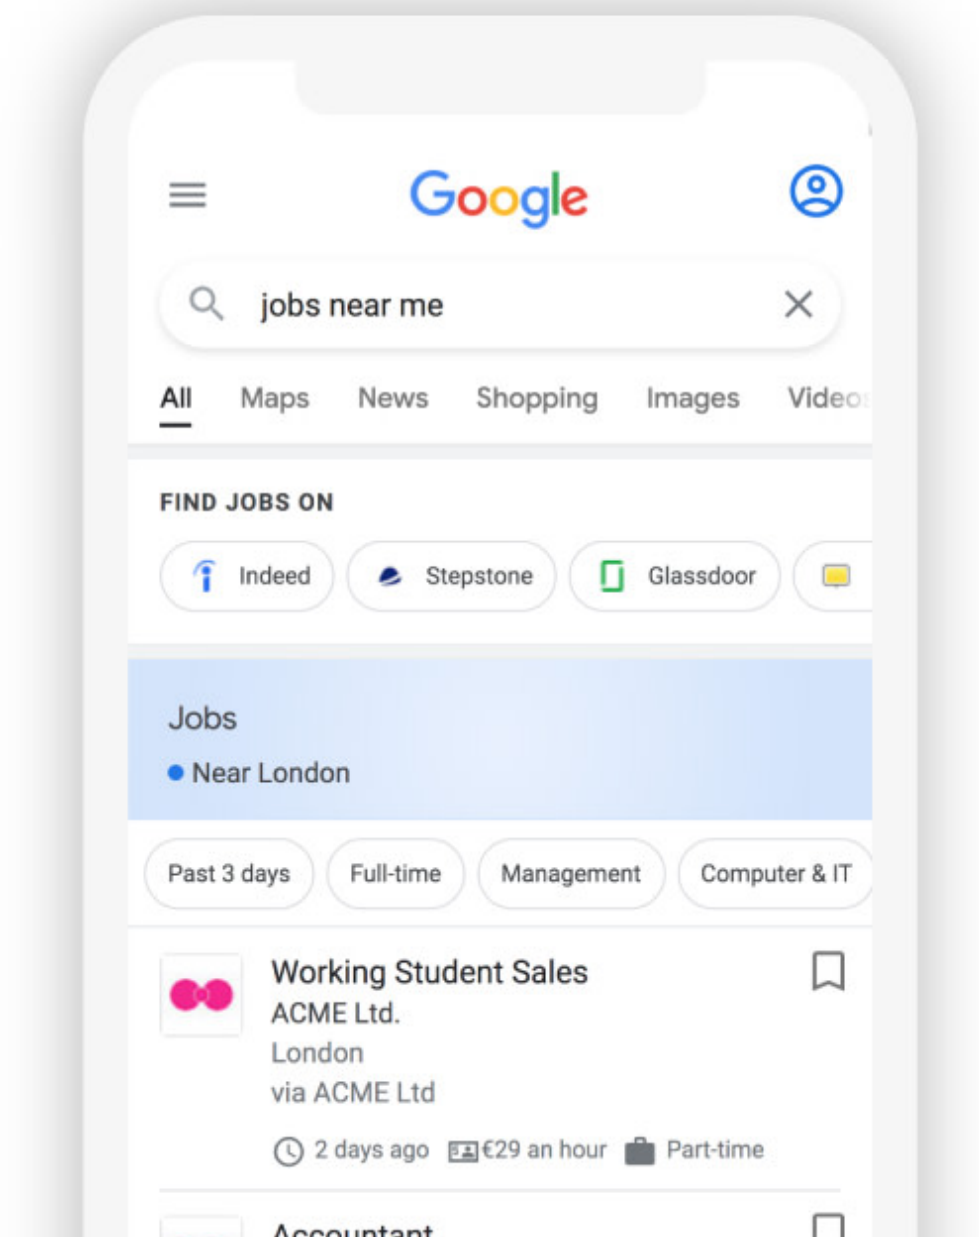 Google
jobs near me
All Maps News Shopping Images Videos
FIND JOBS ON
Indeed Stepstone Glassdoor
Jobs
Near London
Past 3 days Full-time Management Computer & IT
Working Student Sales
ACME Ltd.
London
via ACME Ltd
2 days ago €29 an hour Part-time
Accountant